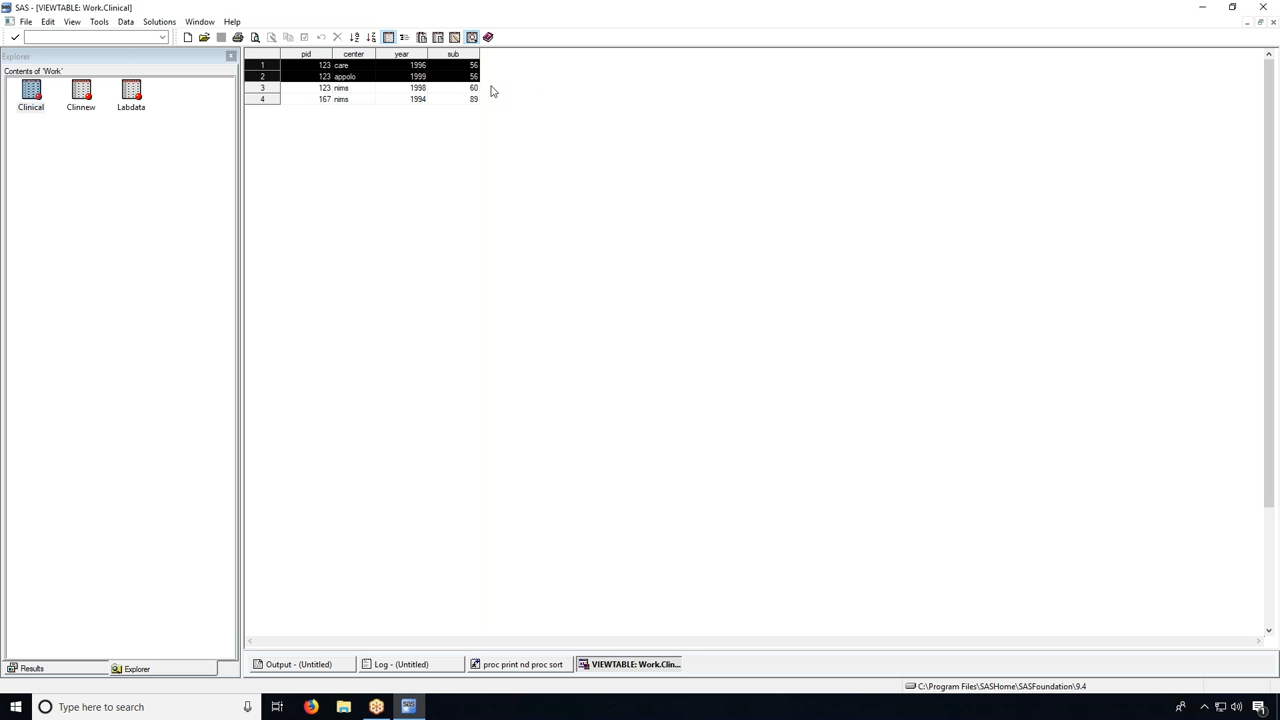 SAS - [VIEWTABLE: Work.Clinical]
File Edit View Tools Data Solutions Window Help
Explorer
Contents of 'Work'
Clinical Clinnew Labdata
pid center year sub
1 123 care 1996 56
2 123 appolo 1999 56
3 123 nims 1998 60
4 167 nims 1994 89
Results Explorer
Output - (Untitled) Log - (Untitled) proc print nd proc sort VIEWTABLE: Work.Clin...
C:\Program Files\SASHome\SASFoundation\9.4
Type here to search